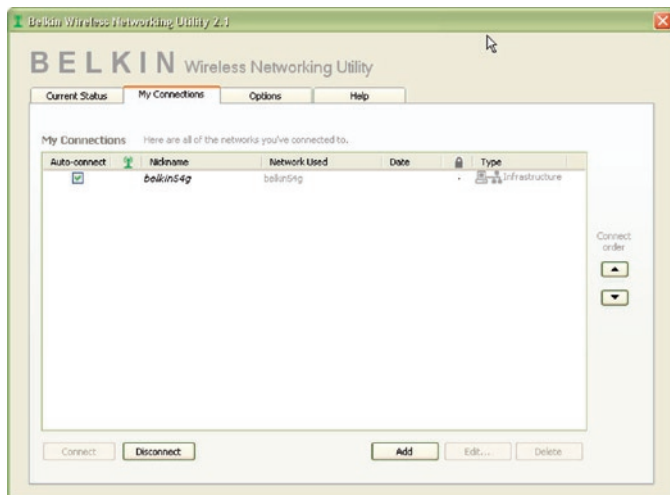 Belkin Wireless Networking Utility 2.1
BELKIN Wireless Networking Utility
Current Status My Connections Options Help
My Connections Here are all of the networks you've connected to.
Auto-connect Nickname Network Used Date Type
belkin54g belkin54g - Infrastructure
Connect order
Connect Disconnect Add Edit... Delete